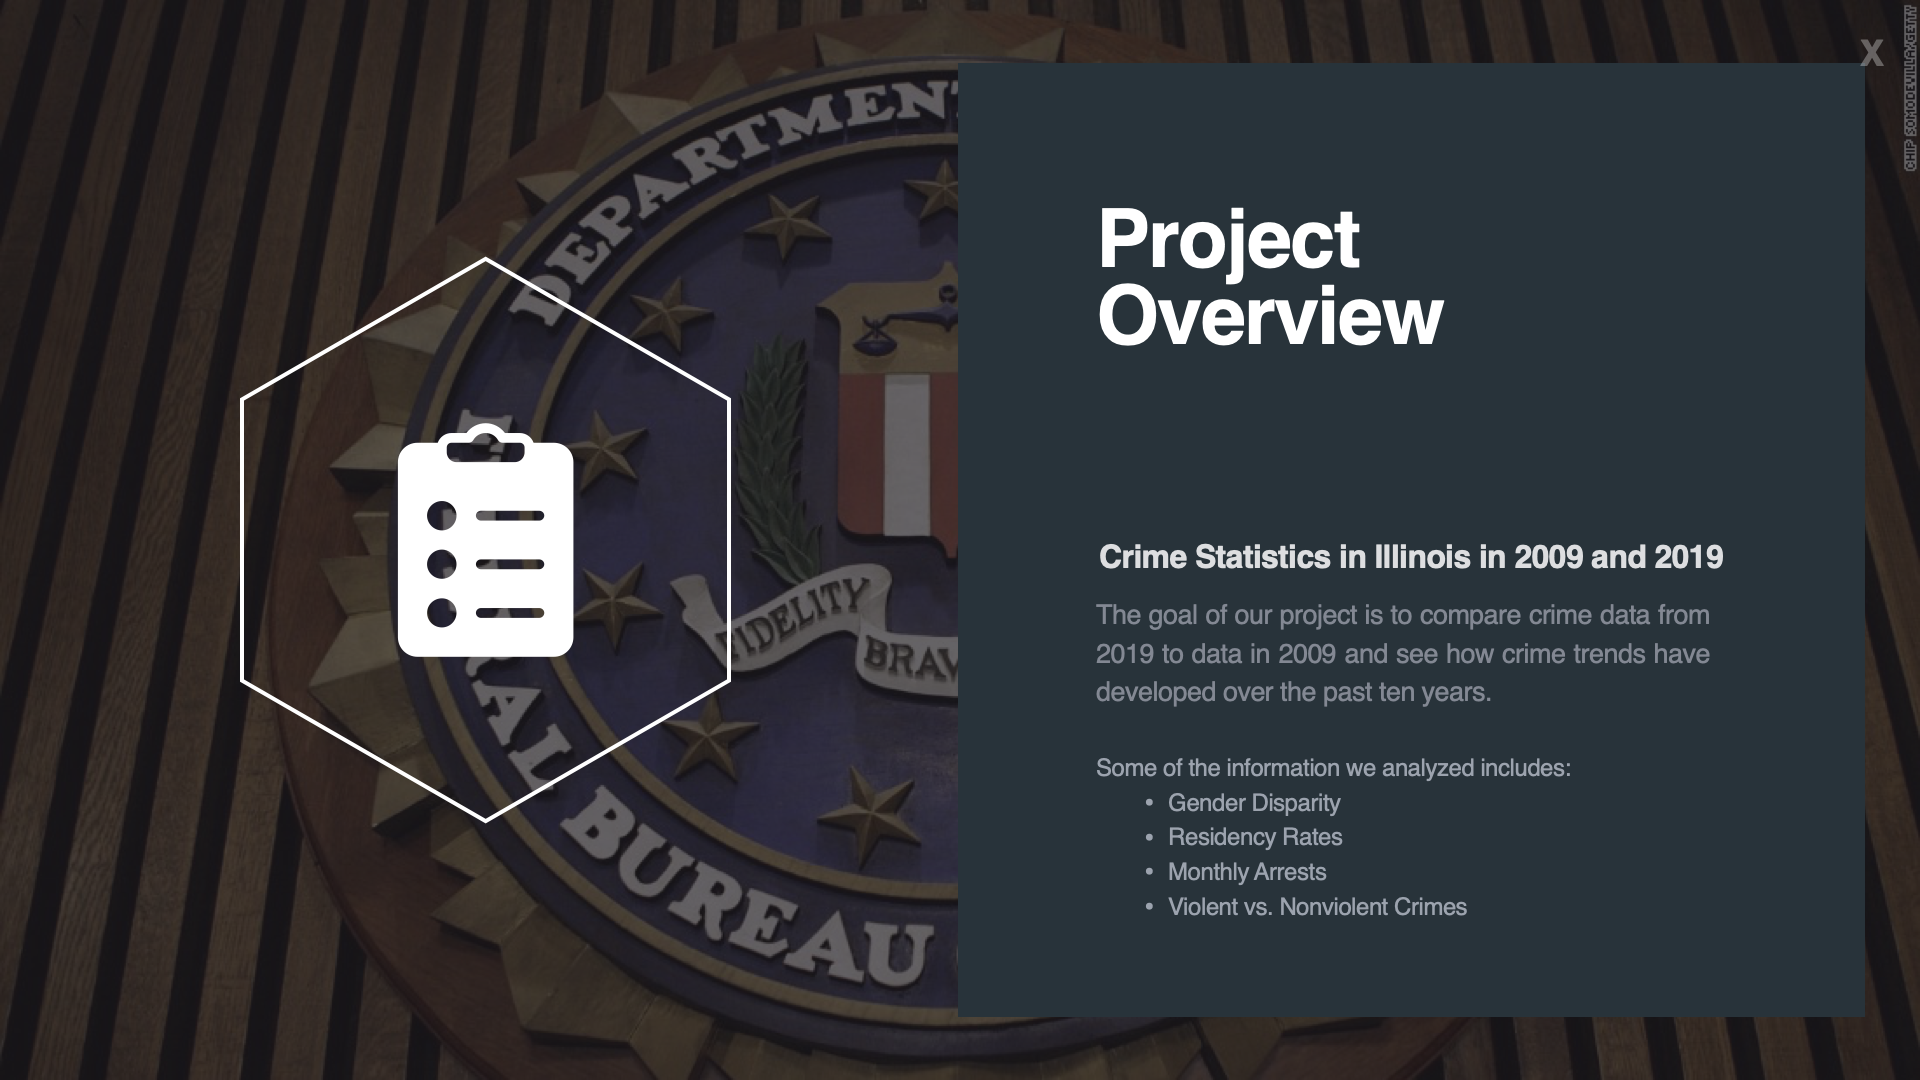 DEPARTMENT
FIDELITY
BRAV
BUREAU
X
CHIP SOMODEVILLA/GETTY
Project
Overview
Crime Statistics in Illinois in 2009 and 2019
The goal of our project is to compare crime data from
2019 to data in 2009 and see how crime trends have
developed over the past ten years.
Some of the information we analyzed includes:
• Gender Disparity
• Residency Rates
• Monthly Arrests
• Violent vs. Nonviolent Crimes